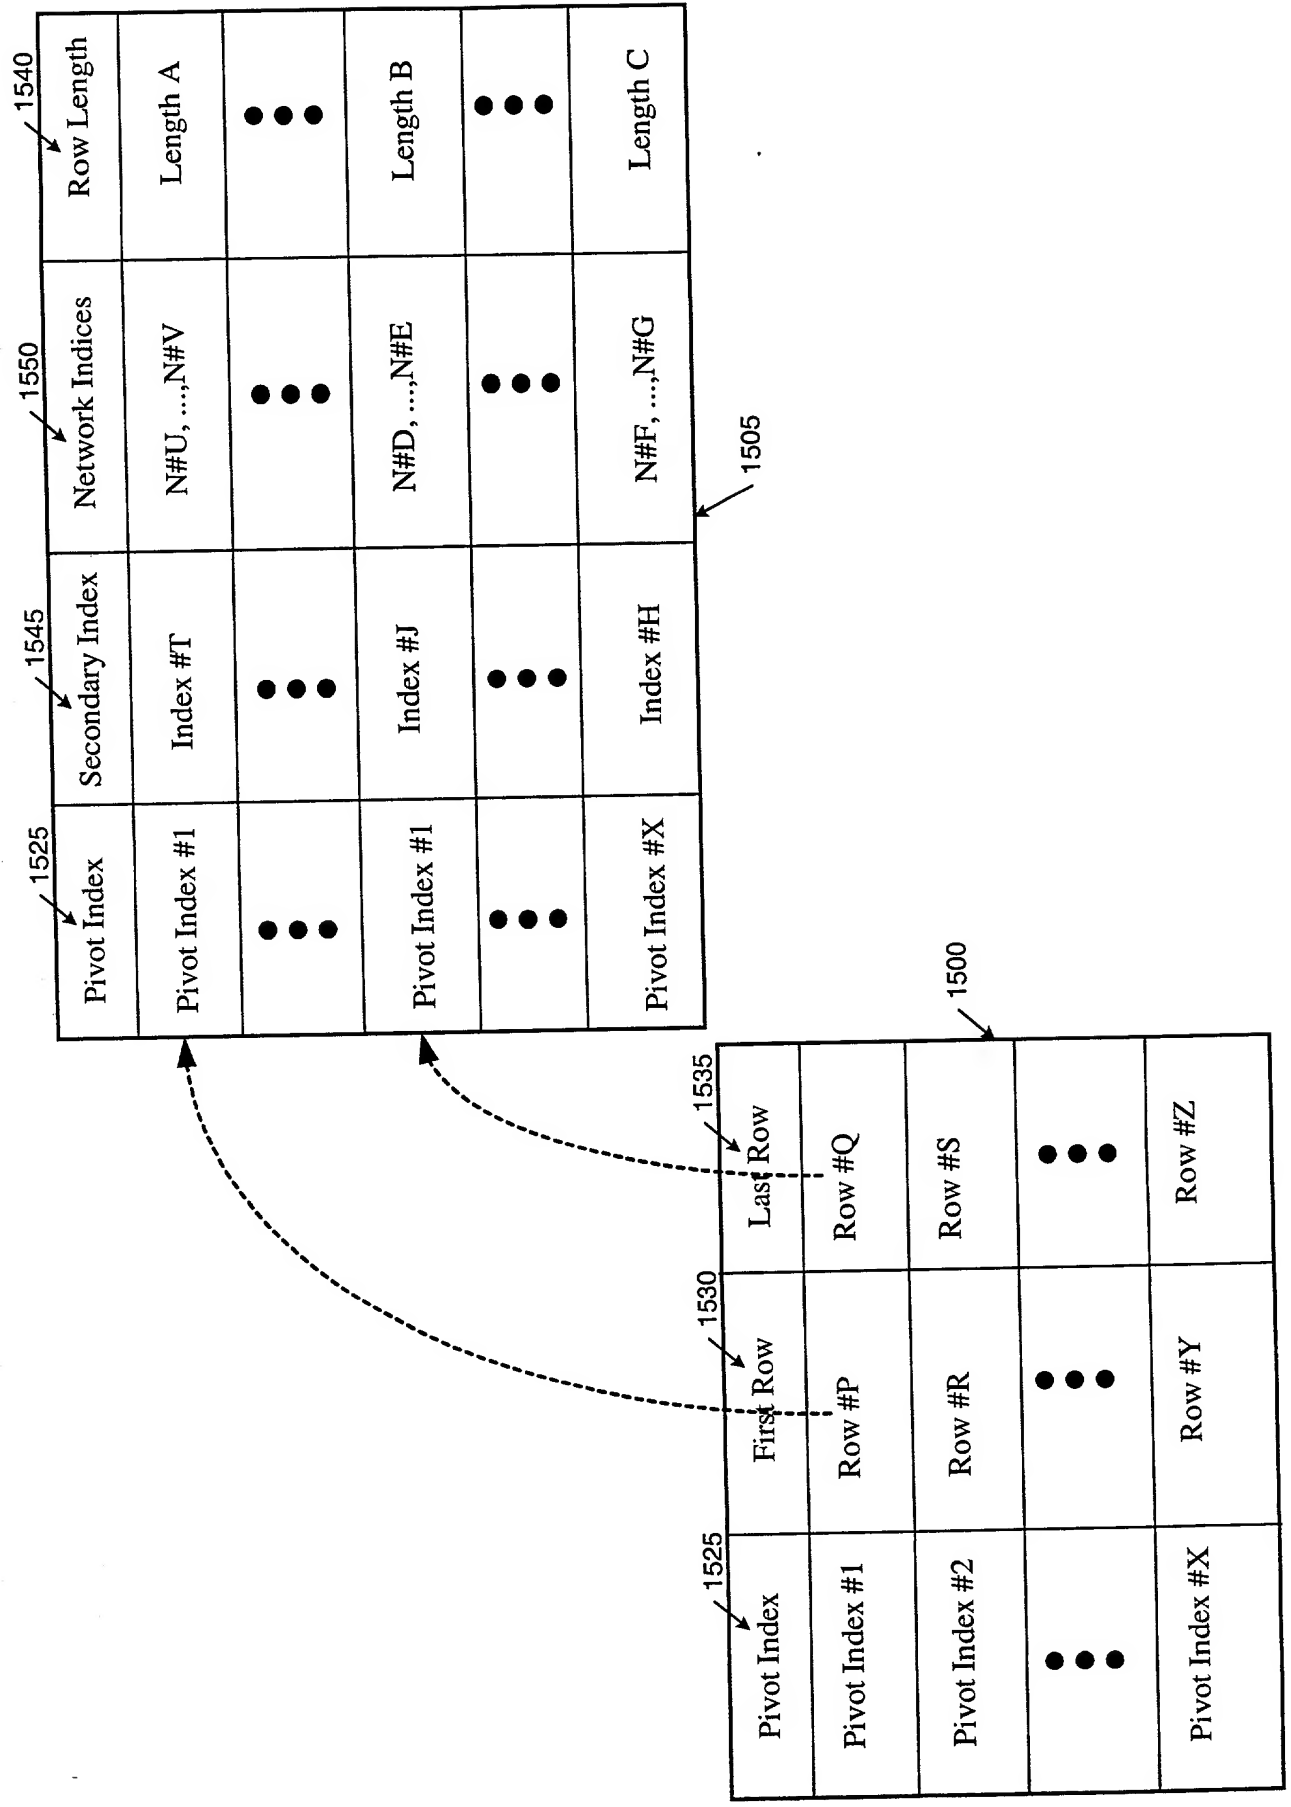 1525
1545
1550
1540
Pivot Index
Secondary Index
Network Indices
Row Length
Pivot Index #1
Index #T
N#U, ...,N#V
Length A
Pivot Index #1
Index #J
N#D, ...,N#E
Length B
Pivot Index #X
Index #H
N#F, ...,N#G
Length C
1505
1525
1530
1535
1500
Pivot Index
First Row
Last Row
Pivot Index #1
Row #P
Row #Q
Pivot Index #2
Row #R
Row #S
Pivot Index #X
Row #Y
Row #Z